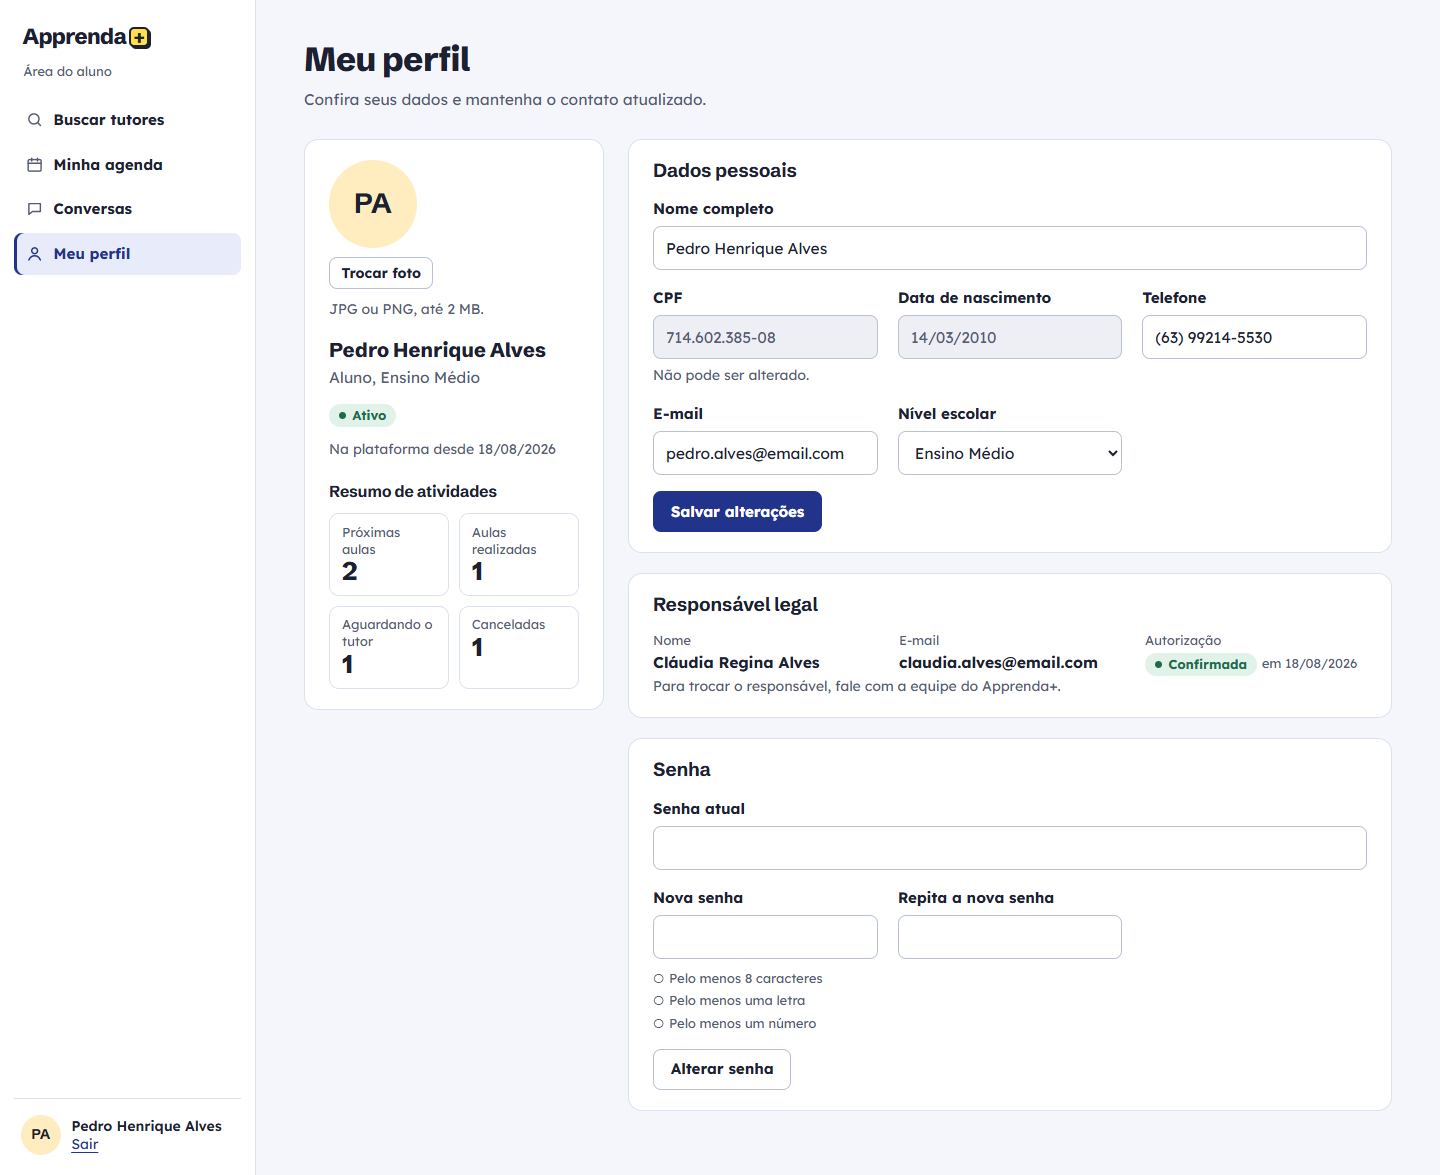 Apprenda+
Área do aluno
Buscar tutores
Minha agenda
Conversas
Meu perfil
PA
Pedro Henrique Alves
Sair
Meu perfil
Confira seus dados e mantenha o contato atualizado.
PA
Trocar foto
JPG ou PNG, até 2 MB.
Pedro Henrique Alves
Aluno, Ensino Médio
Ativo
Na plataforma desde 18/08/2026
Resumo de atividades
Próximas
aulas
2
Aulas
realizadas
1
Aguardando o
tutor
1
Canceladas
1
Dados pessoais
Nome completo
Pedro Henrique Alves
CPF
714.602.385-08
Não pode ser alterado.
Data de nascimento
14/03/2010
Telefone
(63) 99214-5530
E-mail
pedro.alves@email.com
Nível escolar
Ensino Médio
Salvar alterações
Responsável legal
Nome
Cláudia Regina Alves
E-mail
claudia.alves@email.com
Autorização
Confirmada em 18/08/2026
Para trocar o responsável, fale com a equipe do Apprenda+.
Senha
Senha atual
Nova senha
Repita a nova senha
Pelo menos 8 caracteres
Pelo menos uma letra
Pelo menos um número
Alterar senha